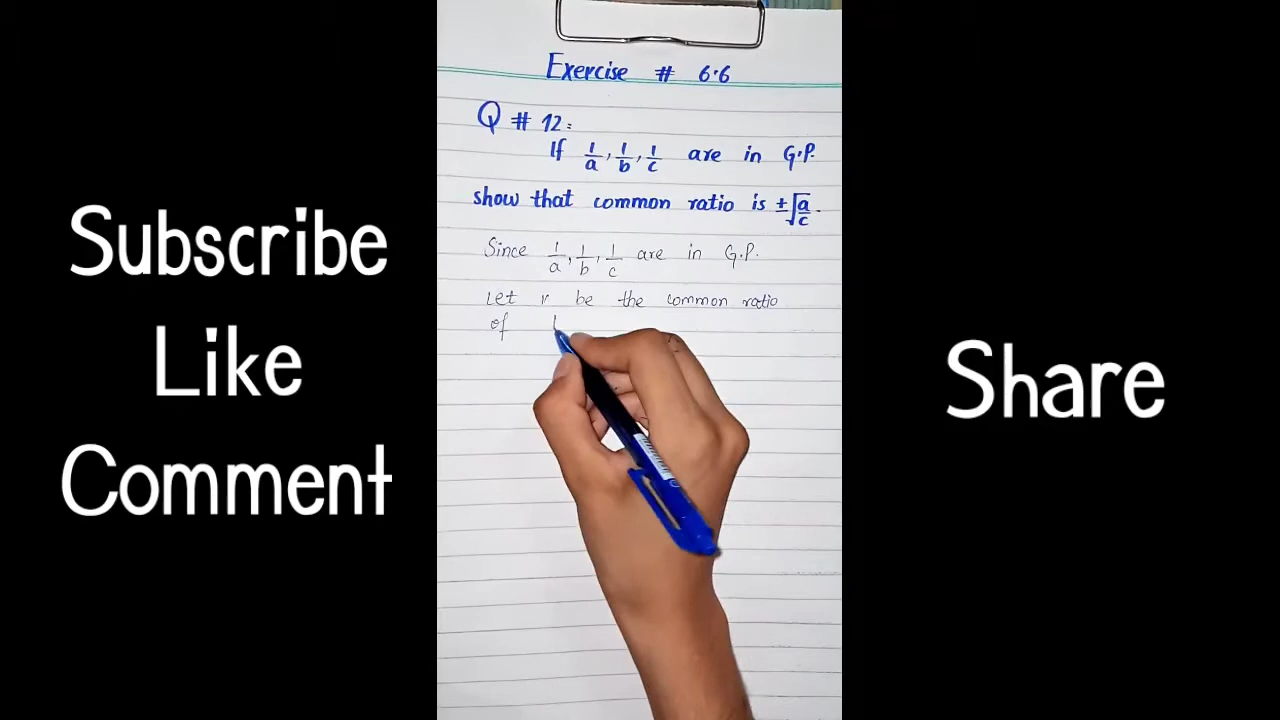 Subscribe
Like
Comment
Exercise # 6.6
Q # 12:
If 1/a, 1/b, 1/c are in G.P.
show that common ratio is ±√a/c.
Since 1/a, 1/b, 1/c are in G.P.
Let r be the common ratio
of 1
Share